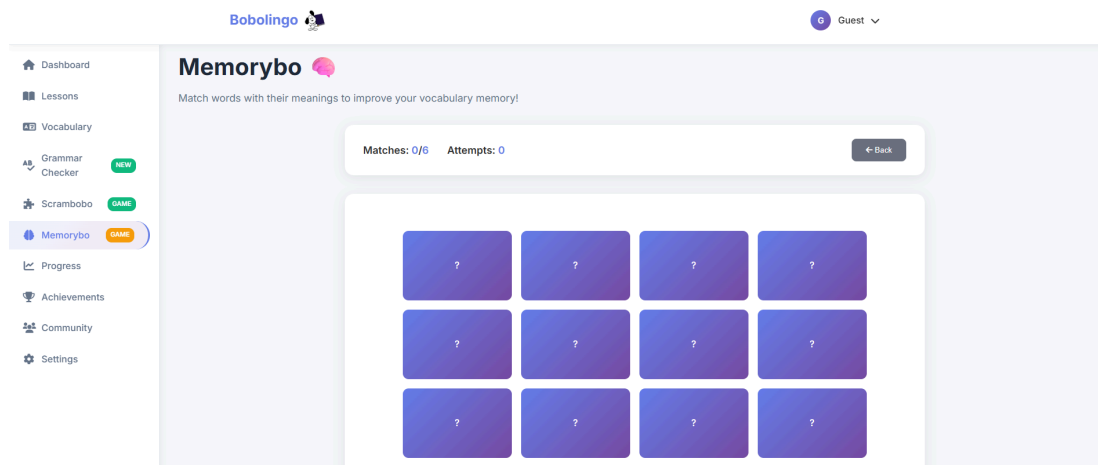 Bobolingo
G Guest
Dashboard
Lessons
Vocabulary
Grammar
Checker
NEW
Scrambobo GAME
Memorybo GAME
Progress
Achievements
Community
Settings
Memorybo
Match words with their meanings to improve your vocabulary memory!
Matches: 0/6 Attempts: 0
← Back
? ? ? ?
? ? ? ?
? ? ? ?